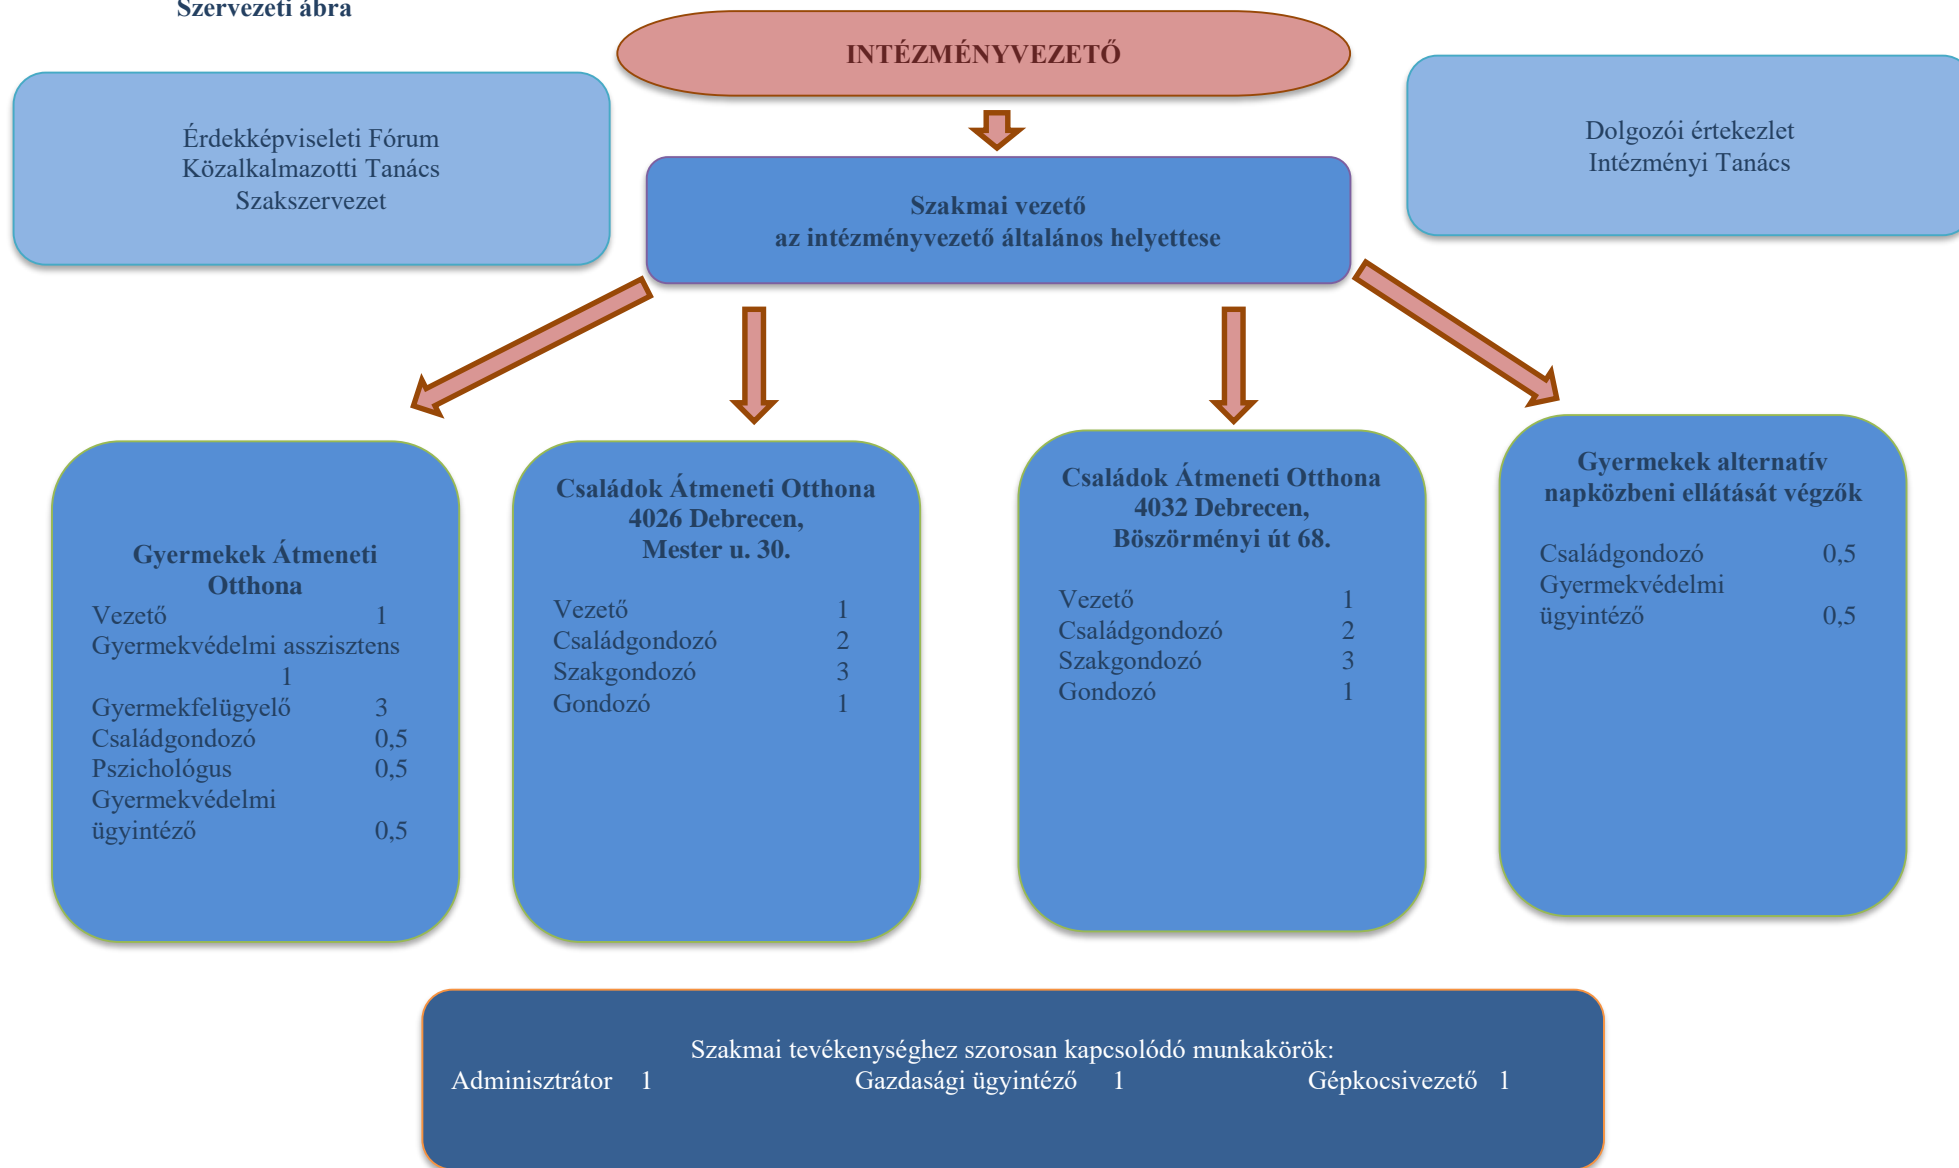 Szervezeti ábra
INTÉZMÉNYVEZETŐ
Érdekképviseleti Fórum
Közalkalmazotti Tanács
Szakszervezet
Dolgozói értekezlet
Intézményi Tanács
Szakmai vezető
az intézményvezető általános helyettese
Gyermekek Átmeneti
Otthona
Vezető 1
Gyermekvédelmi asszisztens
1
Gyermekfelügyelő 3
Családgondozó 0,5
Pszichológus 0,5
Gyermekvédelmi
ügyintéző 0,5
Családok Átmeneti Otthona
4026 Debrecen,
Mester u. 30.
Vezető 1
Családgondozó 2
Szakgondozó 3
Gondozó 1
Családok Átmeneti Otthona
4032 Debrecen,
Böszörményi út 68.
Vezető 1
Családgondozó 2
Szakgondozó 3
Gondozó 1
Gyermekek alternatív
napközbeni ellátását végzők
Családgondozó 0,5
Gyermekvédelmi
ügyintéző 0,5
Szakmai tevékenységhez szorosan kapcsolódó munkakörök:
Adminisztrátor 1 Gazdasági ügyintéző 1 Gépkocsivezető 1